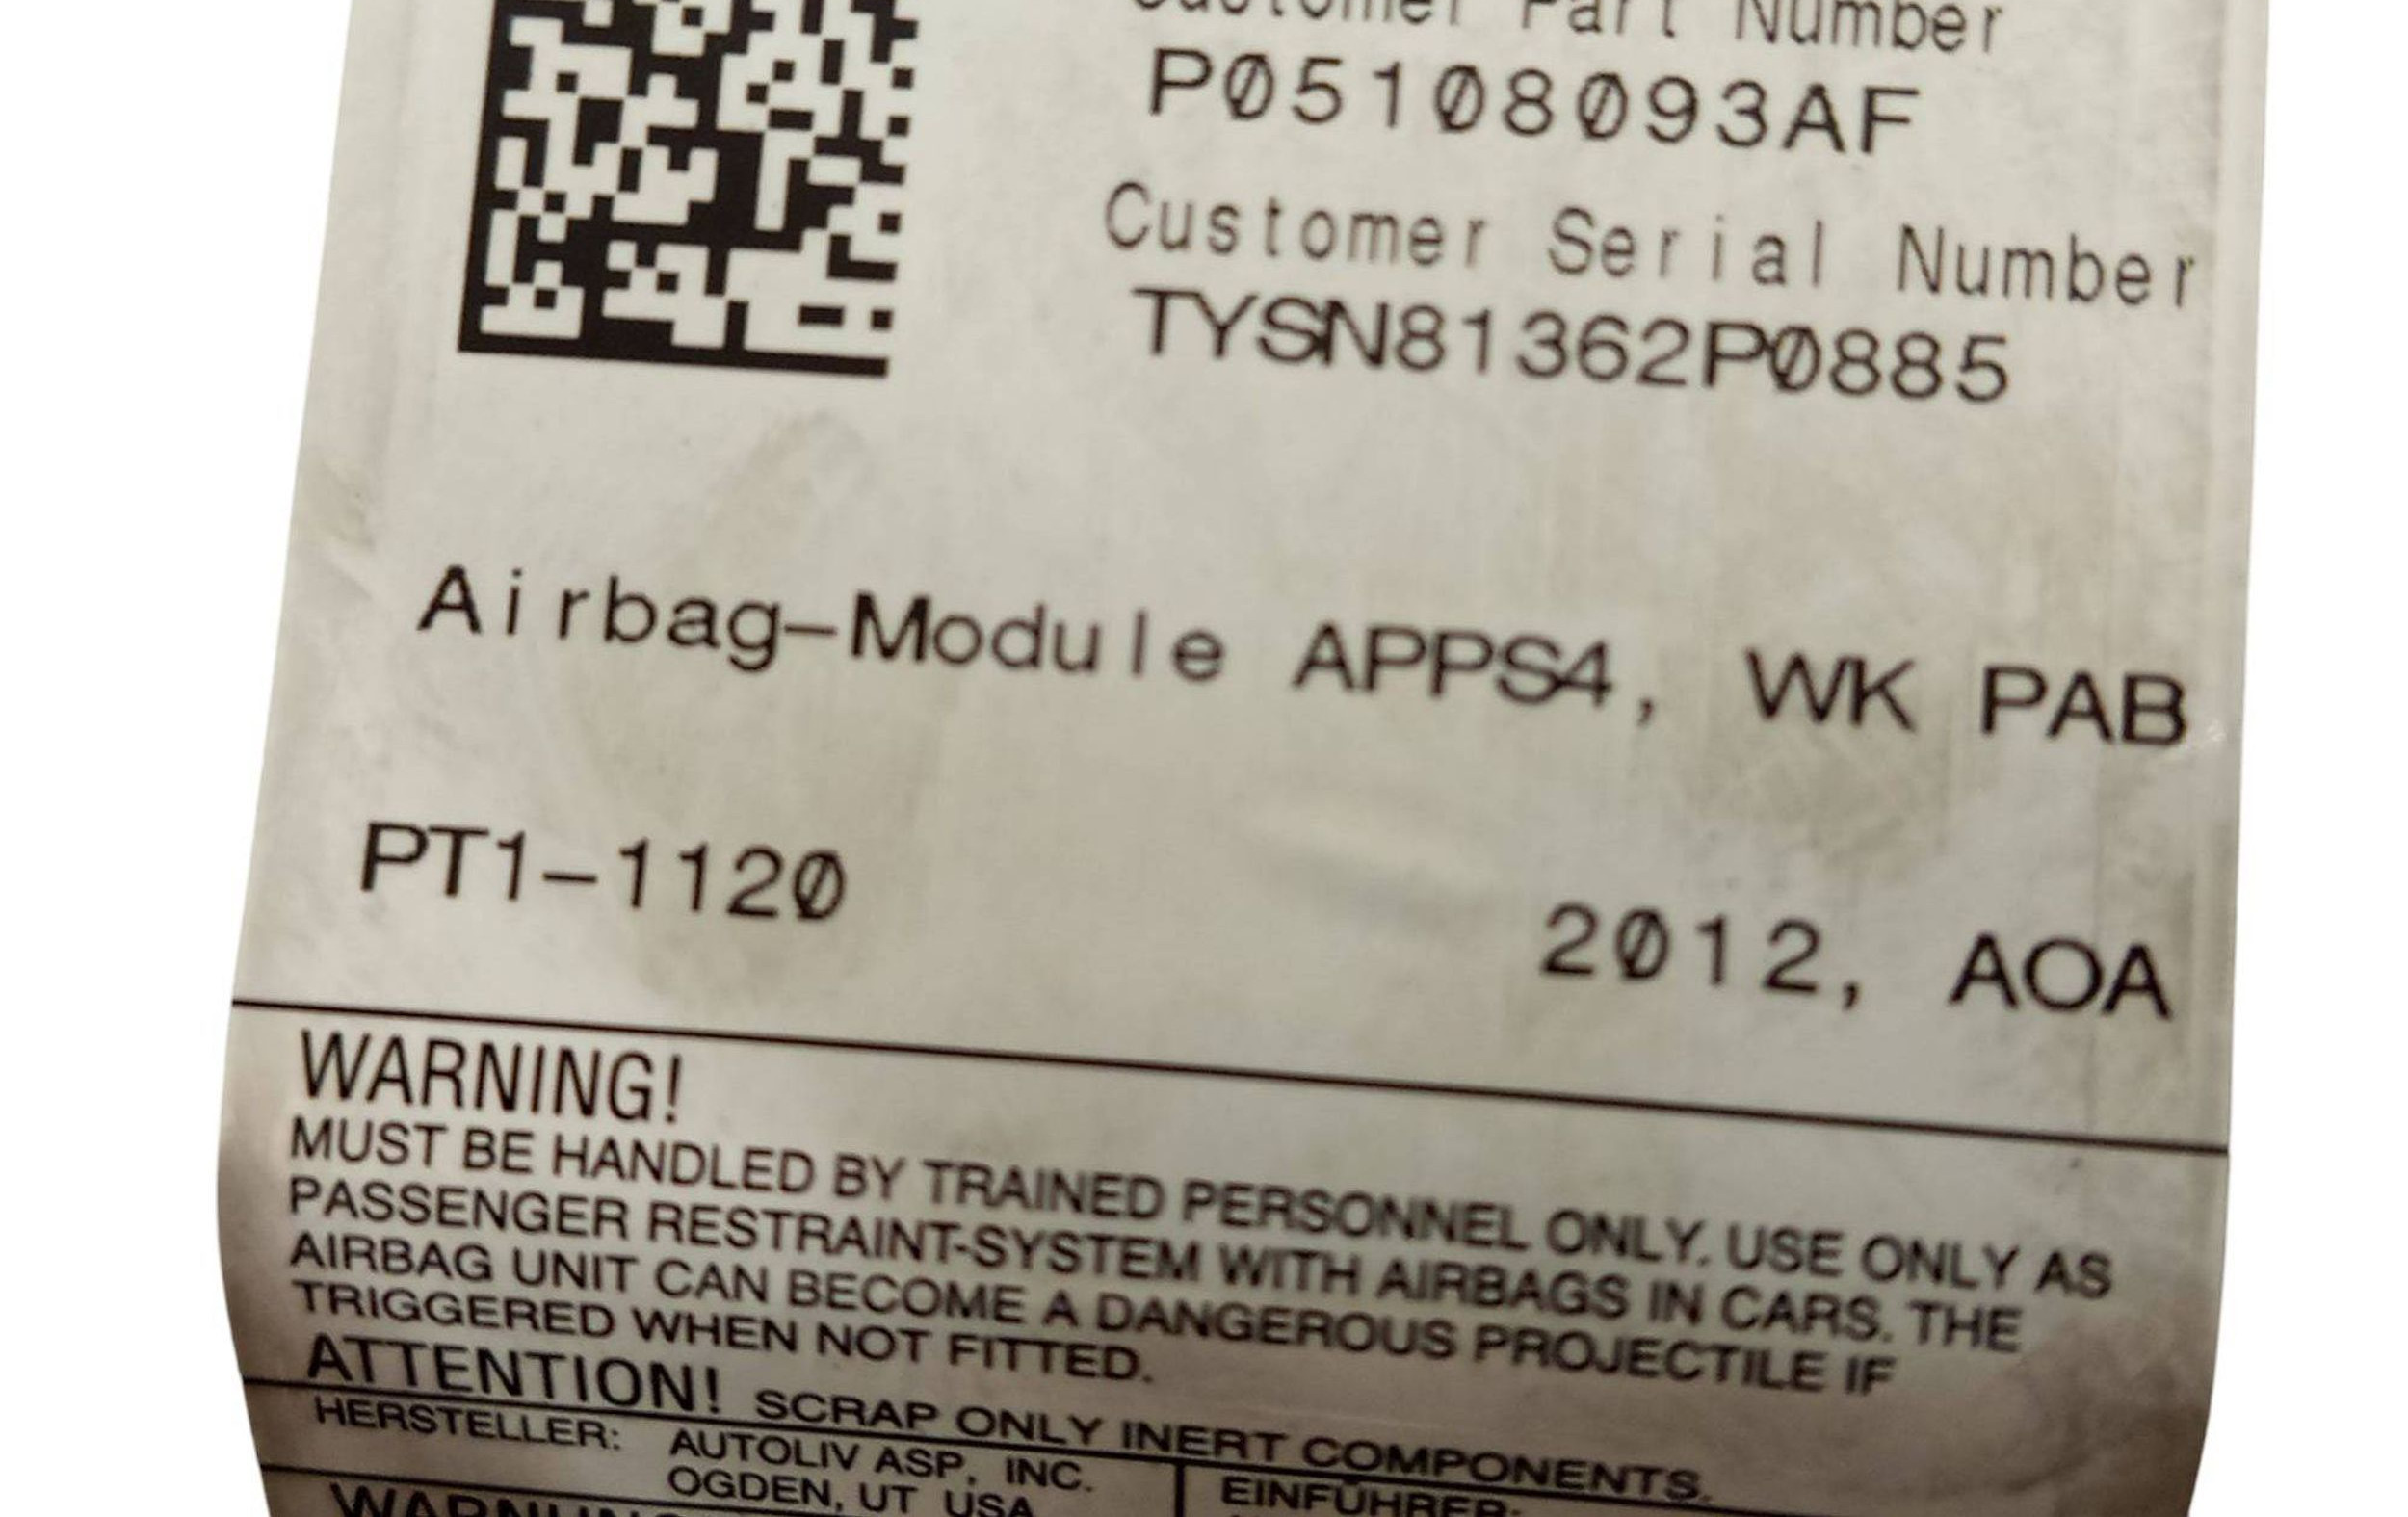 Customer Part Number
P05108093AF
Customer Serial Number
TYSN81362P0885
Airbag-Module APPS4, WK PAB
PT1-1120
2012, AOA
WARNING!
MUST BE HANDLED BY TRAINED PERSONNEL ONLY. USE ONLY AS
PASSENGER RESTRAINT-SYSTEM WITH AIRBAGS IN CARS. THE
AIRBAG UNIT CAN BECOME A DANGEROUS PROJECTILE IF
TRIGGERED WHEN NOT FITTED.
ATTENTION! SCRAP ONLY INERT COMPONENTS.
HERSTELLER: AUTOLIV ASP, INC.
OGDEN, UT USA
EINFÜHRER: